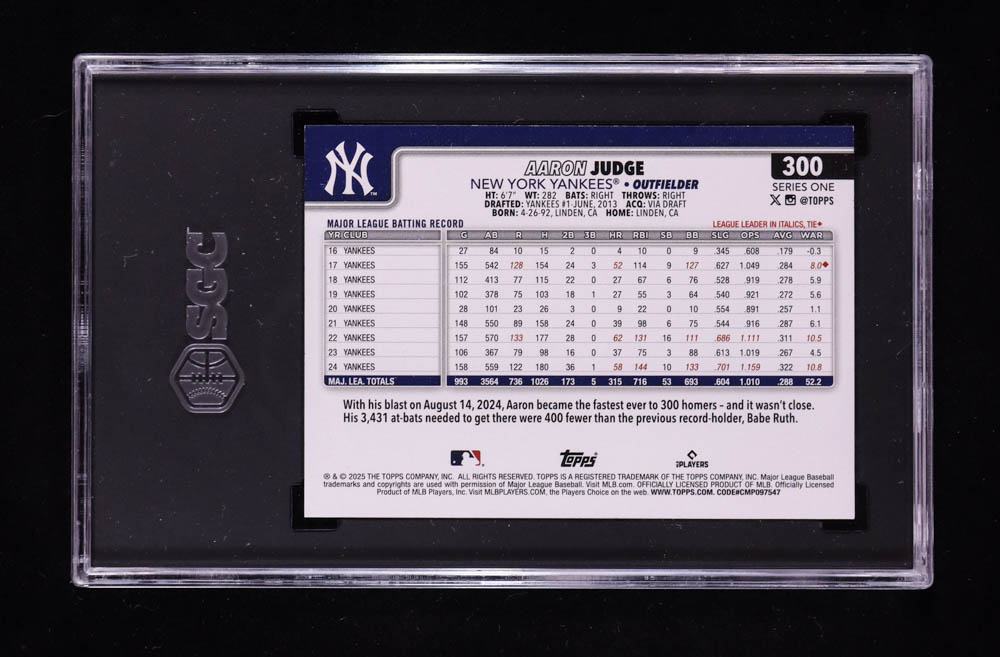 SGC
NY
AARON JUDGE
NEW YORK YANKEES® • OUTFIELDER
HT: 6'7" WT: 282 BATS: RIGHT THROWS: RIGHT
DRAFTED: YANKEES #1-JUNE, 2013 ACQ: VIA DRAFT
BORN: 4-26-92, LINDEN, CA HOME: LINDEN, CA
300
SERIES ONE
@TOPPS
MAJOR LEAGUE BATTING RECORD LEAGUE LEADER IN ITALICS, TIE♦
YR CLUB G AB R H 2B 3B HR RBI SB BB SLG OPS AVG WAR
16 YANKEES 27 84 10 15 2 0 4 10 0 9 .345 .608 .179 -0.3
17 YANKEES 155 542 128 154 24 3 52 114 9 127 .627 1.049 .284 8.0♦
18 YANKEES 112 413 77 115 22 0 27 67 6 76 .528 .919 .278 5.9
19 YANKEES 102 378 75 103 18 1 27 55 3 64 .540 .921 .272 5.6
20 YANKEES 28 101 23 26 3 0 9 22 0 10 .554 .891 .257 1.1
21 YANKEES 148 550 89 158 24 0 39 98 6 75 .544 .916 .287 6.1
22 YANKEES 157 570 133 177 28 0 62 131 16 111 .686 1.111 .311 10.5
23 YANKEES 106 367 79 98 16 0 37 75 3 88 .613 1.019 .267 4.5
24 YANKEES 158 559 122 180 36 1 58 144 10 133 .701 1.159 .322 10.8
MAJ. LEA. TOTALS 993 3564 736 1026 173 5 315 716 53 693 .604 1.010 .288 52.2
With his blast on August 14, 2024, Aaron became the fastest ever to 300 homers – and it wasn't close.
His 3,431 at-bats needed to get there were 400 fewer than the previous record-holder, Babe Ruth.
Topps
PLAYERS
® & © 2025 THE TOPPS COMPANY, INC. ALL RIGHTS RESERVED. TOPPS IS A REGISTERED TRADEMARK OF THE TOPPS COMPANY, INC. Major League Baseball
trademarks and copyrights are used with permission of Major League Baseball. Visit MLB.com. OFFICIALLY LICENSED PRODUCT OF MLB. Officially Licensed
Product of MLB Players, Inc. Visit MLBPLAYERS.COM, the Players Choice on the web. WWW.TOPPS.COM. CODE#CMP097547